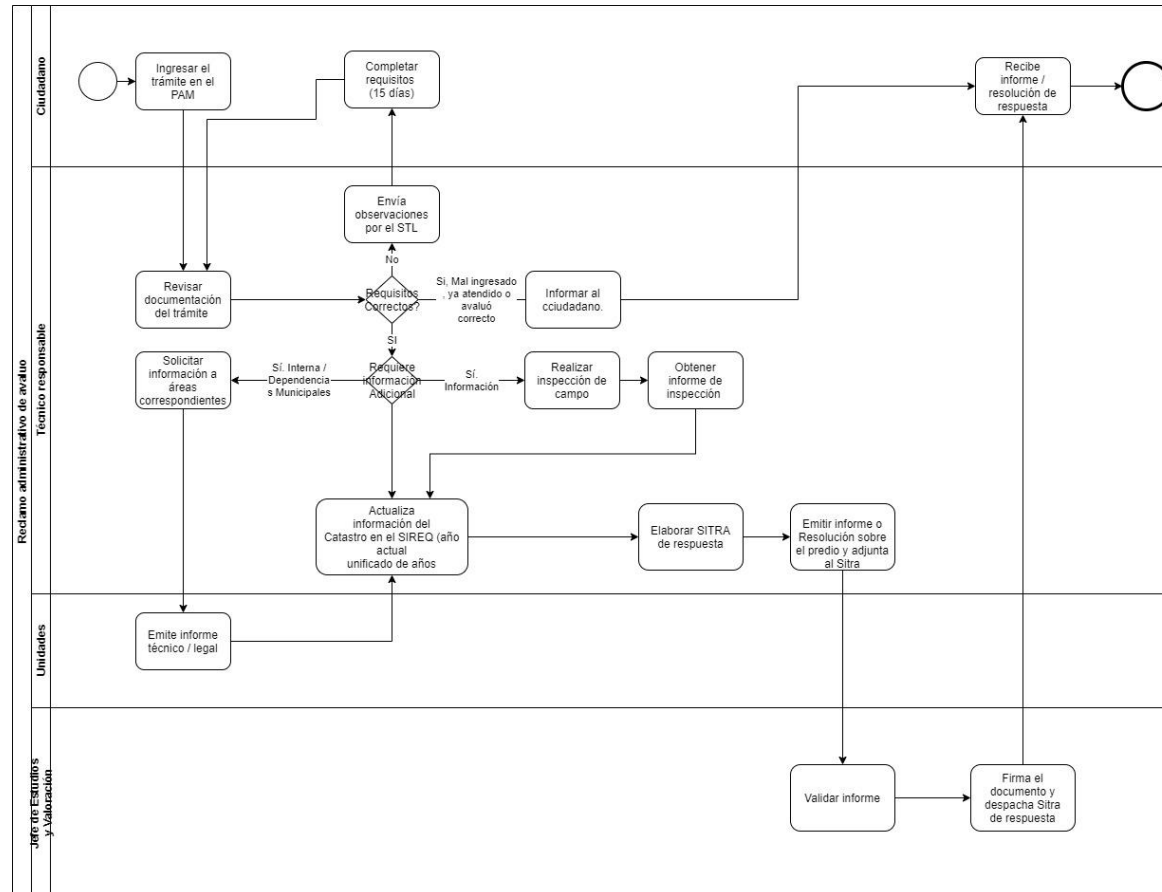 Reclamo administrativo de avaluo
Ciudadano
Ingresar el
trámite en el
PAM
Completar
requisitos
(15 días)
Recibe
informe /
resolución de
respuesta
Técnico responsable
Envía
observaciones
por el STL
No
Revisar
documentación
del trámite
Requisitos
Correctos?
Si, Mal ingresado
, ya atendido o
avaluó
correcto
Informar al
cciudadano.
SI
Solicitar
información a
áreas
correspondientes
Sí. Interna /
Dependencia
s Municipales
Requiere
información
Adicional
Sí.
Información
Realizar
inspección de
campo
Obtener
informe de
inspección
Actualiza
información del
Catastro en el SIREQ (año
actual
unificado de años
Elaborar SITRA
de respuesta
Emitir informe o
Resolución sobre
el predio y adjunta
al Sitra
Unidades
Emite informe
técnico / legal
Jefe de Estudios
y Valoración
Validar informe
Firma el
documento y
despacha Sitra
de respuesta